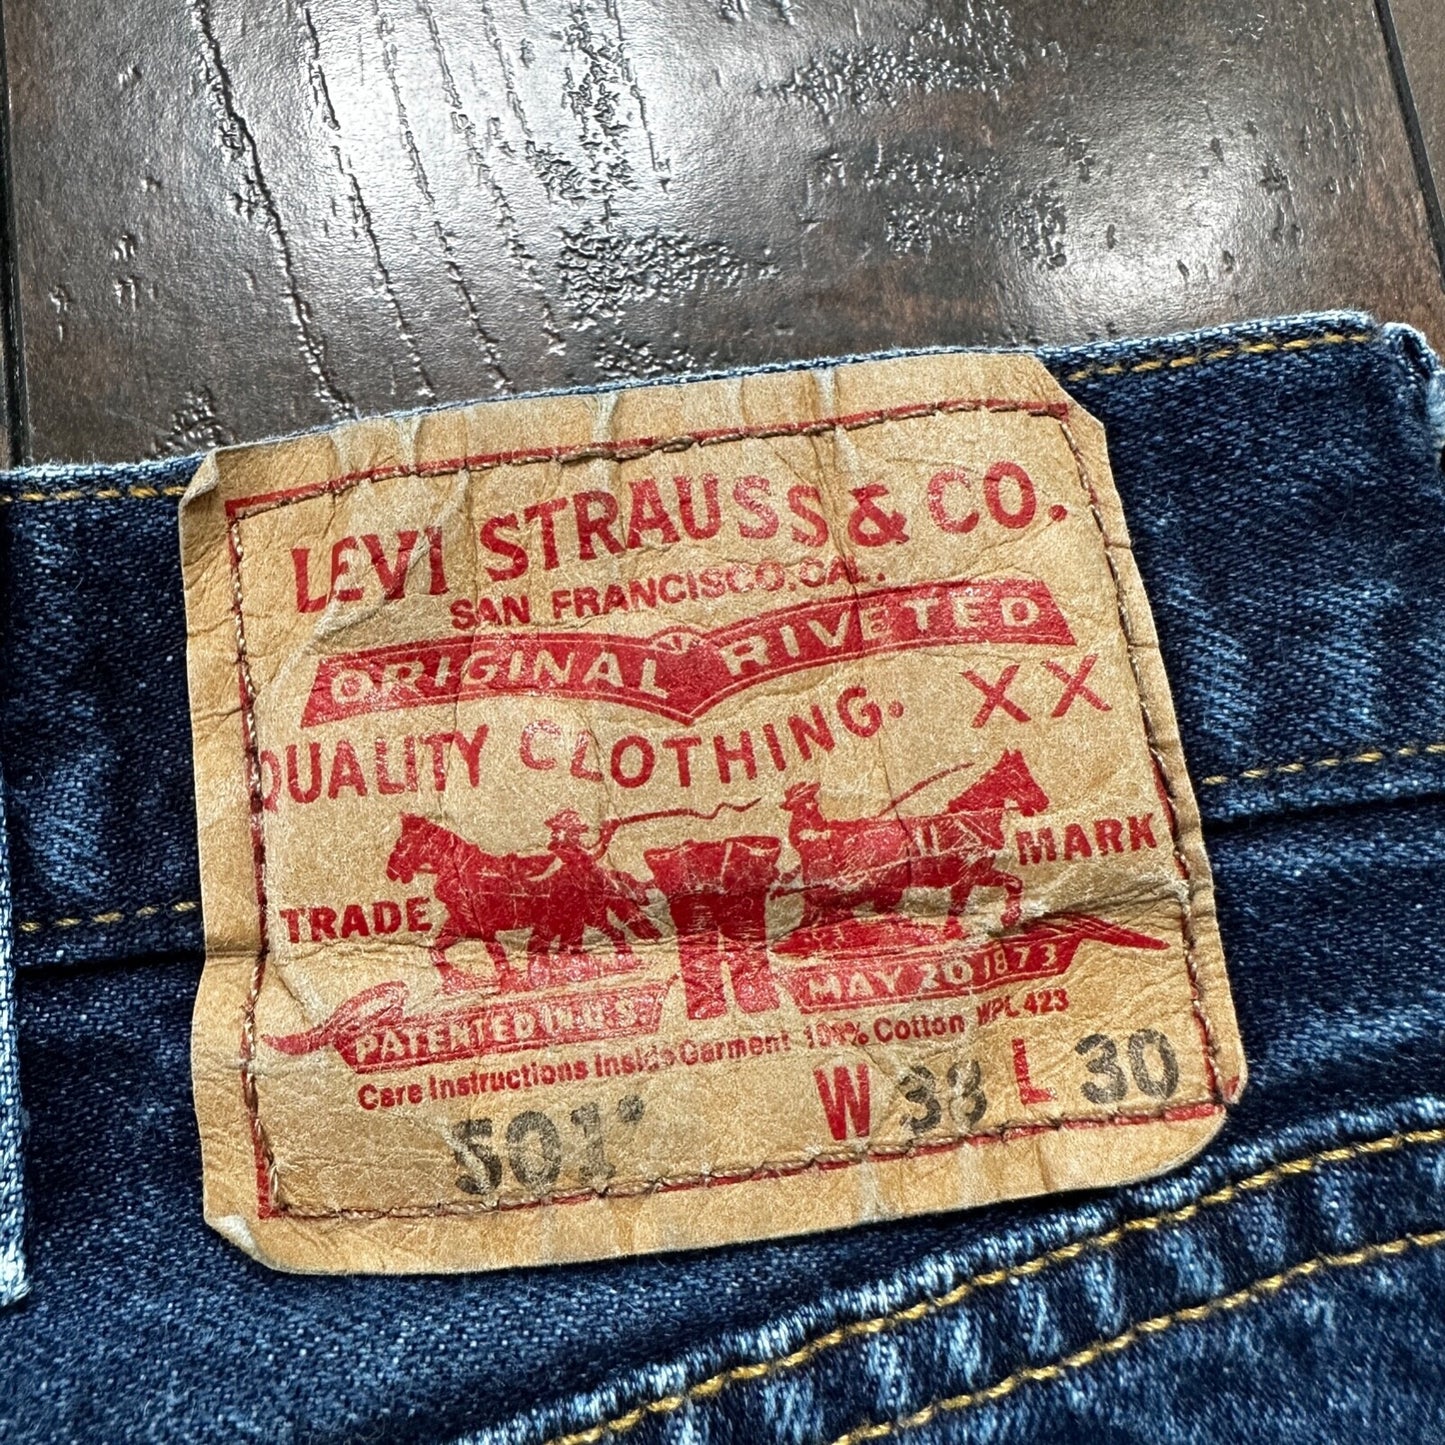 LEVI STRAUSS & CO.
SAN FRANCISCO, CAL.
ORIGINAL RIVETED
QUALITY CLOTHING. XX
TRADE MARK
PATENTED IN U.S. MAY 20 1873
Care Instructions Inside Garment 100% Cotton WPL 423
501® W 38 L 30